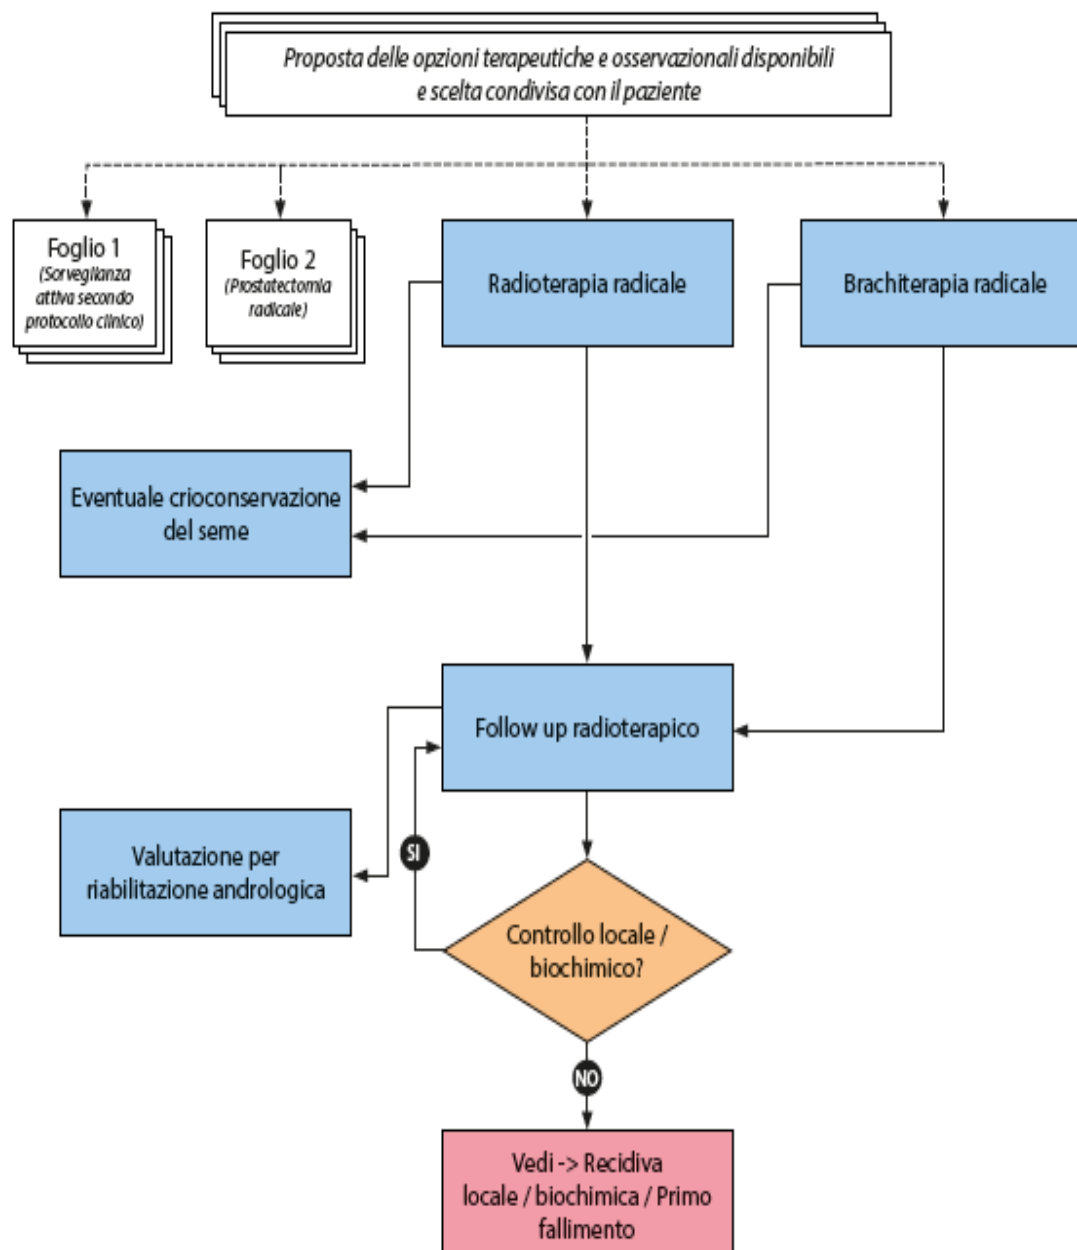 Proposta delle opzioni terapeutiche e osservazionali disponibili
e scelta condivisa con il paziente
Foglio 1
(Sorveglianza
attiva secondo
protocollo clinico)
Foglio 2
(Prostatectomia
radicale)
Radioterapia radicale
Brachiterapia radicale
Eventuale crioconservazione
del seme
Follow up radioterapico
Valutazione per
riabilitazione andrologica
SI
Controllo locale /
biochimico?
NO
Vedi -> Recidiva
locale / biochimica / Primo
fallimento